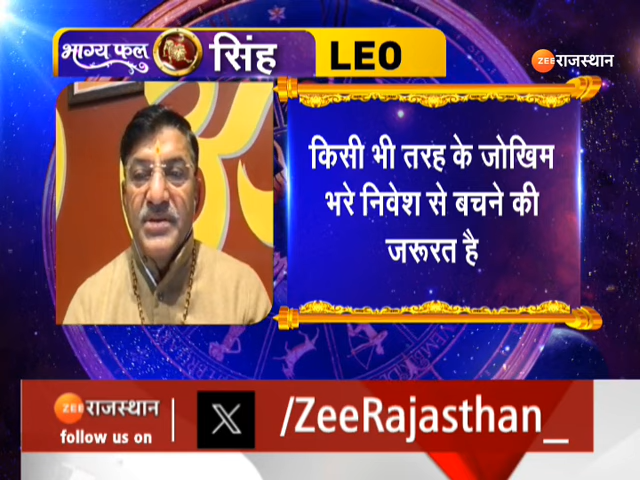 भाग्य फल सिंह LEO
ZEE राजस्थान
किसी भी तरह के जोखिम
भरे निवेश से बचने की
जरूरत है
ZEE राजस्थान
follow us on
X /ZeeRajasthan_